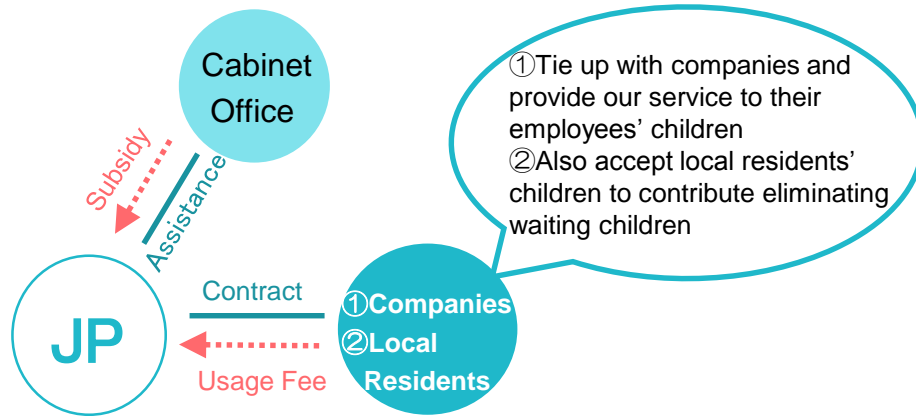 Cabinet
Office
①Tie up with companies and
provide our service to their
employees’ children
②Also accept local residents’
children to contribute eliminating
waiting children
Subsidy
Assistance
JP
Contract
Usage Fee
①Companies
②Local
Residents